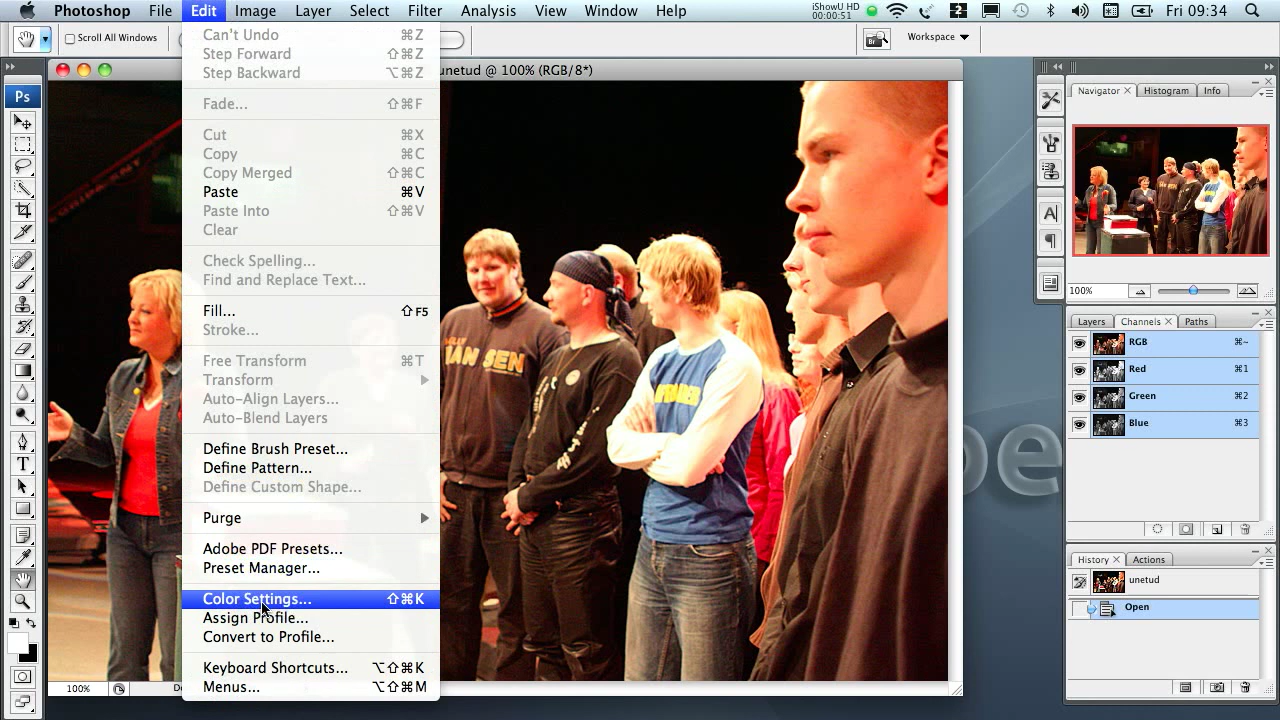 Photoshop File Edit Image Layer Select Filter Analysis View Window Help
iShowU HD
00:00:51
2
Fri 09:34
Scroll All Windows
Br
Workspace
unetud @ 100% (RGB/8*)
Ps
Can't Undo ⌘Z
Step Forward ⇧⌘Z
Step Backward ⌥⌘Z
Fade... ⇧⌘F
Cut ⌘X
Copy ⌘C
Copy Merged ⇧⌘C
Paste ⌘V
Paste Into ⇧⌘V
Clear
Check Spelling...
Find and Replace Text...
Fill... ⇧F5
Stroke...
Free Transform ⌘T
Transform
Auto-Align Layers...
Auto-Blend Layers
Define Brush Preset...
Define Pattern...
Define Custom Shape...
Purge
Adobe PDF Presets...
Preset Manager...
Color Settings... ⇧⌘K
Assign Profile...
Convert to Profile...
Keyboard Shortcuts... ⌥⇧⌘K
Menus... ⌥⇧⌘M
100%
Navigator Histogram Info
100%
Layers Channels Paths
RGB ⌘~
Red ⌘1
Green ⌘2
Blue ⌘3
History Actions
unetud
Open